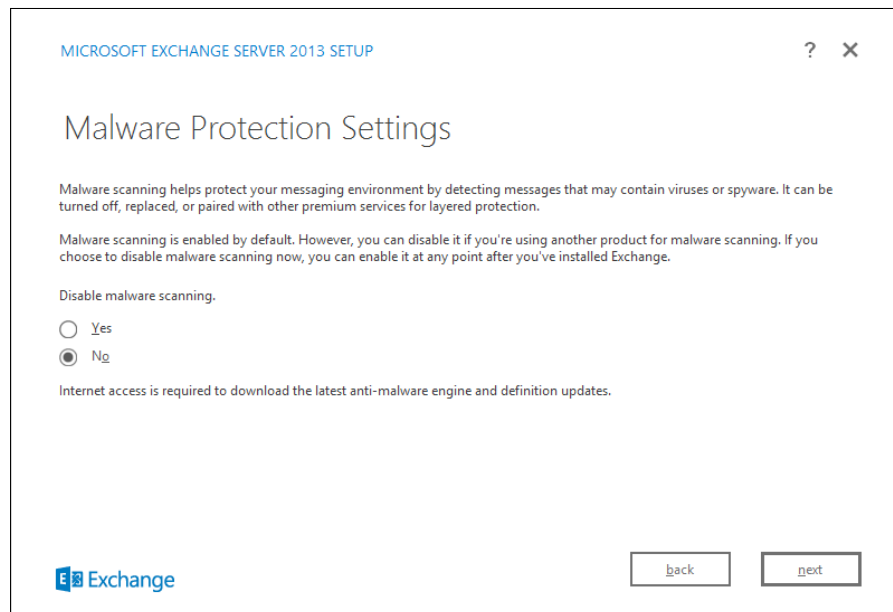 MICROSOFT EXCHANGE SERVER 2013 SETUP
?
Malware Protection Settings
Malware scanning helps protect your messaging environment by detecting messages that may contain viruses or spyware. It can be
turned off, replaced, or paired with other premium services for layered protection.
Malware scanning is enabled by default. However, you can disable it if you're using another product for malware scanning. If you
choose to disable malware scanning now, you can enable it at any point after you've installed Exchange.
Disable malware scanning.
Yes
No
Internet access is required to download the latest anti-malware engine and definition updates.
E Exchange
back
next